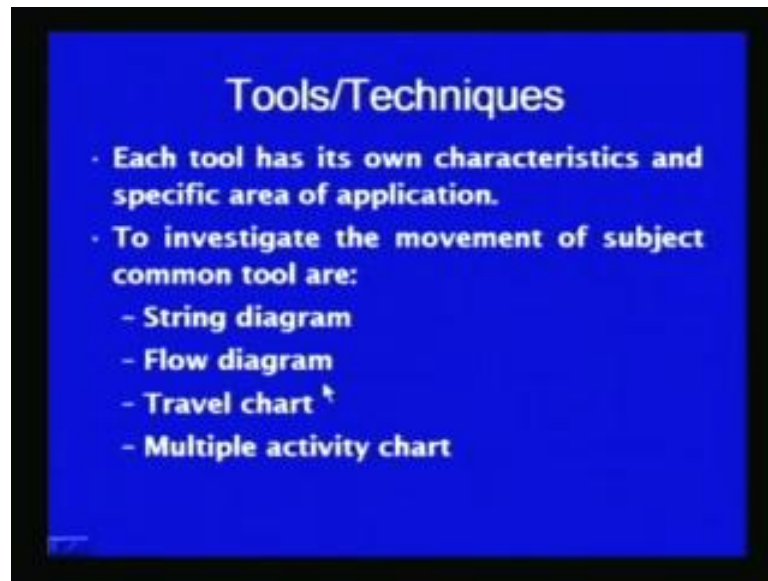 Tools/Techniques
· Each tool has its own characteristics and
specific area of application.
· To investigate the movement of subject
common tool are:
– String diagram
– Flow diagram
– Travel chart
– Multiple activity chart